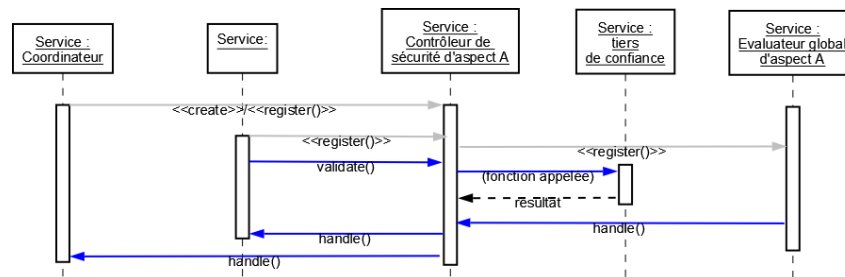 Service :
Coordinateur
Service:
Service :
Contrôleur de
sécurité d'aspect A
Service :
tiers
de confiance
Service :
Evaluateur global
d'aspect A
<<create>>/<<register()>>
<<register()>>
<<register()>>
validate()
(fonction appelée)
résultat
handle()
handle()
handle()